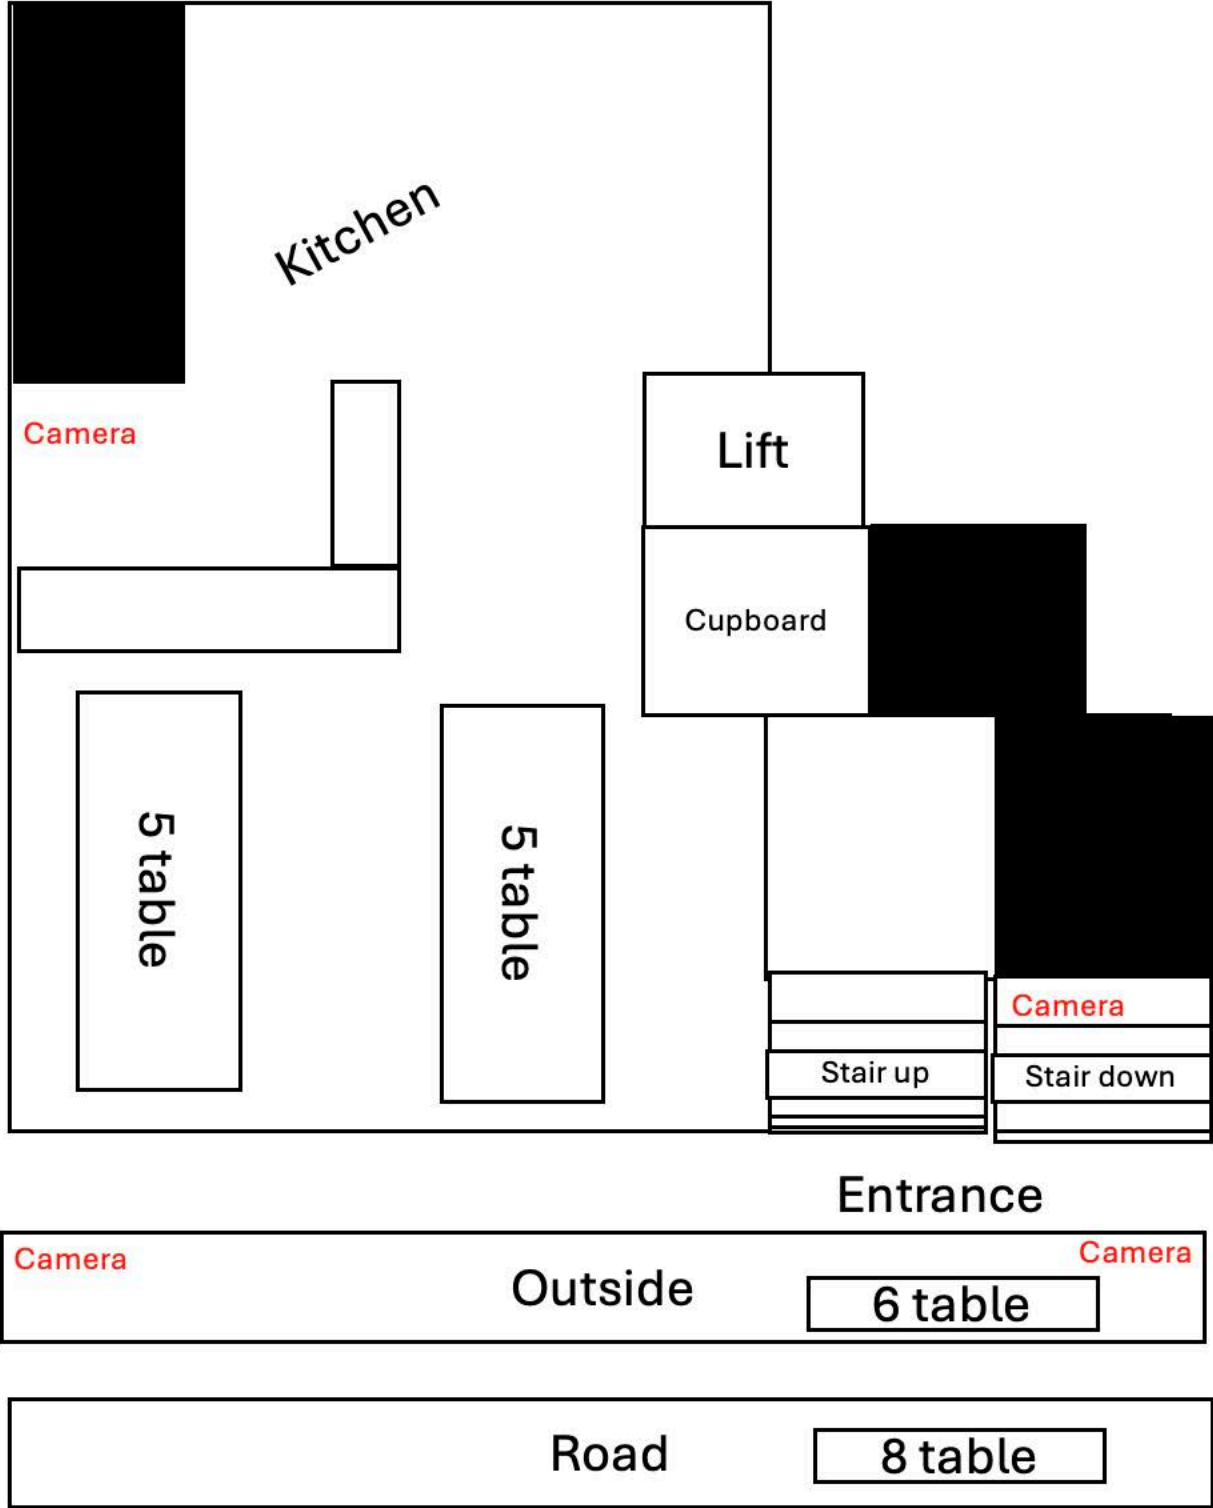 Kitchen
Camera
Lift
Cupboard
5 table
5 table
Camera
Stair up
Stair down
Entrance
Camera
Camera
Outside
6 table
Road
8 table